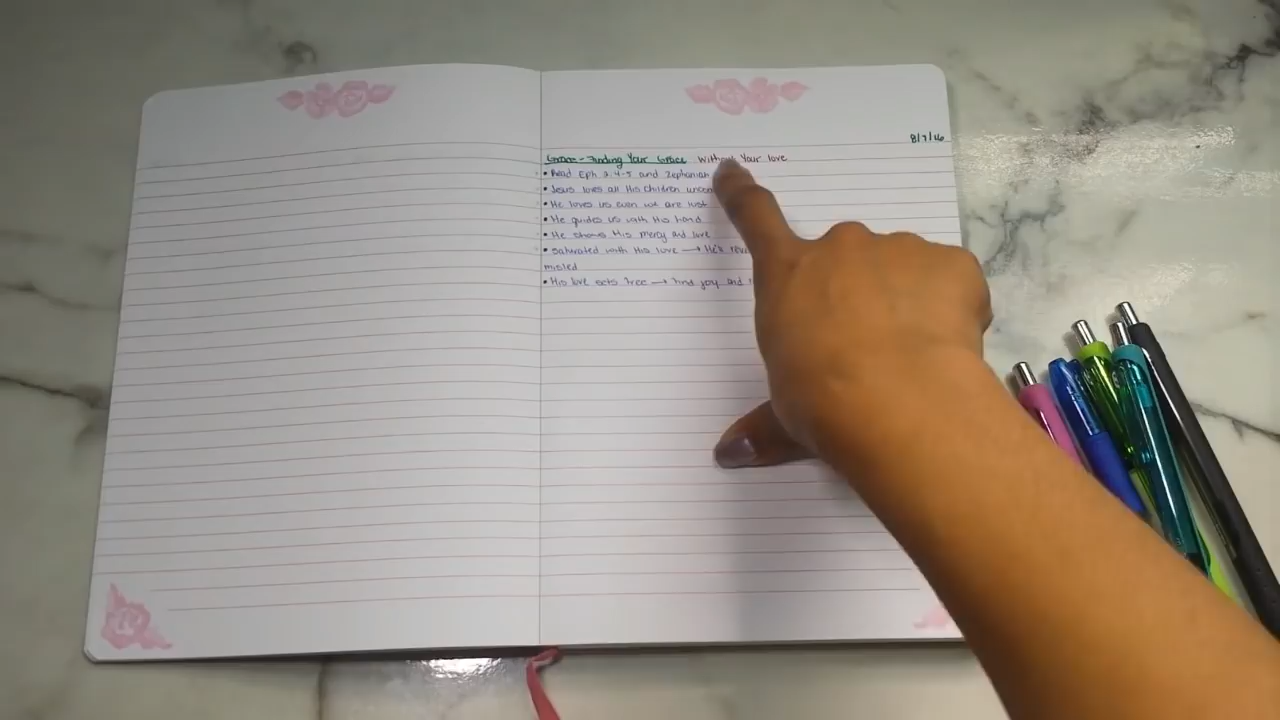 8/7/16
Grace - Finding Your Grace Without Your love
• Read Eph 2:4-5 and Zephaniah
• Jesus loves all His children
• He loves us even we are lost
• He guides us with His hand
• He shows His mercy and love
• Saturated with His love → He's
misled
• His love sets free → find joy and